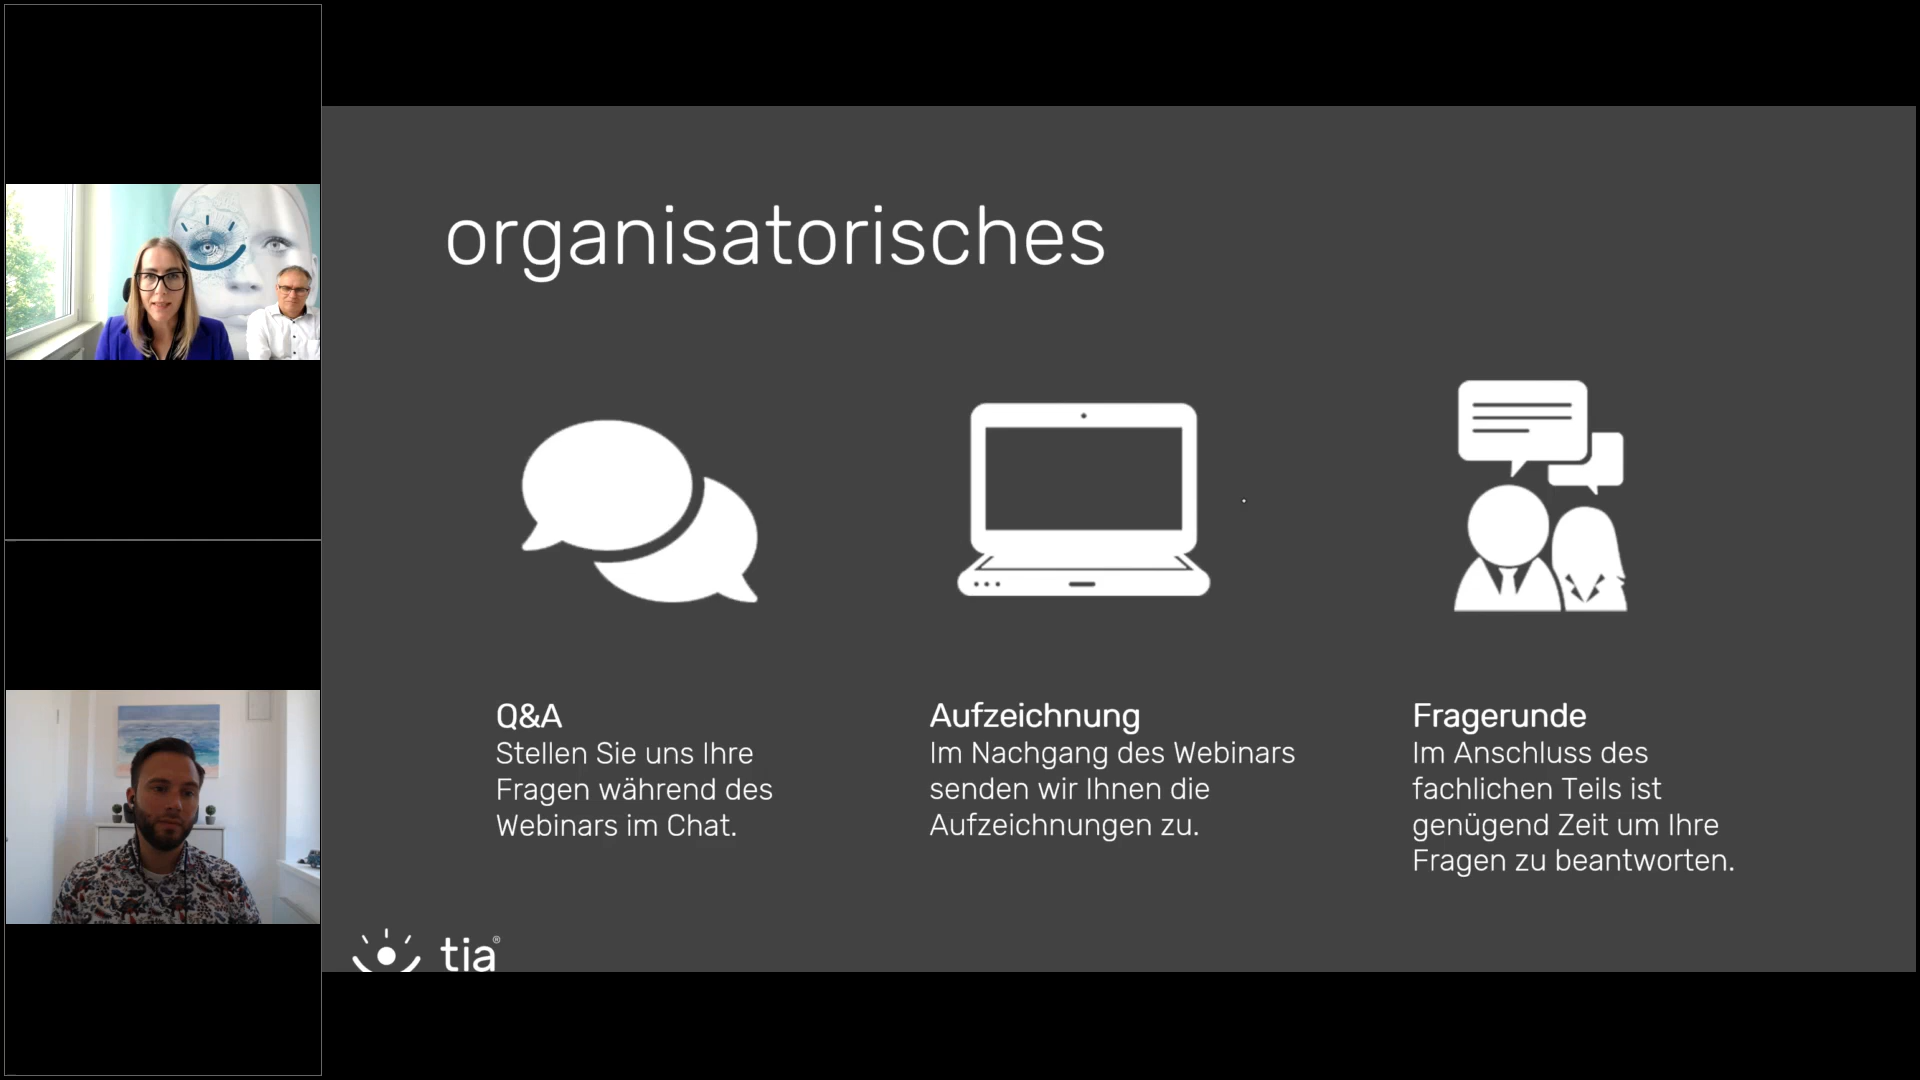 organisatorisches
Q&A
Stellen Sie uns Ihre
Fragen während des
Webinars im Chat.
Aufzeichnung
Im Nachgang des Webinars
senden wir Ihnen die
Aufzeichnungen zu.
Fragerunde
Im Anschluss des
fachlichen Teils ist
genügend Zeit um Ihre
Fragen zu beantworten.
tia®